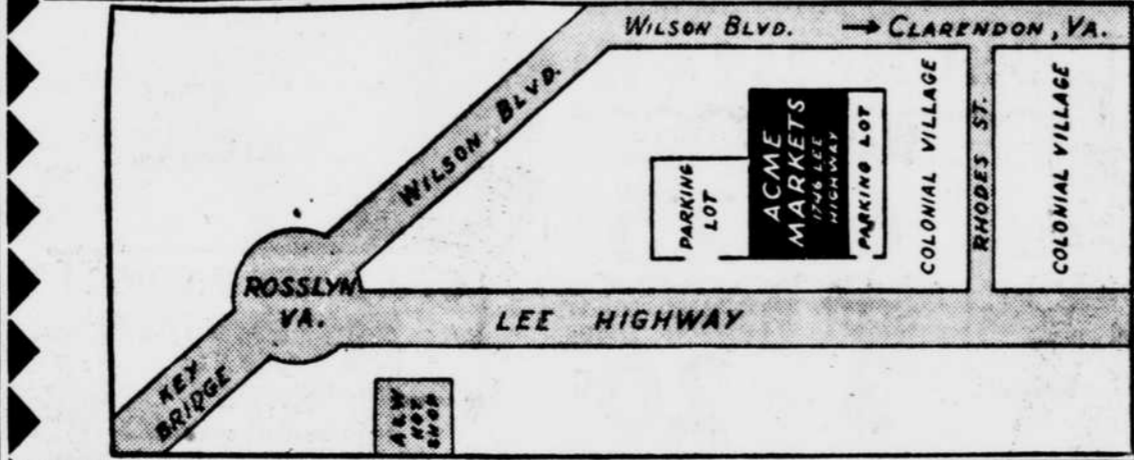 WILSON BLVD. → CLARENDON, VA.
WILSON BLVD.
ACME
MARKETS
1746 LEE
HIGHWAY
PARKING
LOT
PARKING LOT
COLONIAL VILLAGE
RHODES ST.
COLONIAL VILLAGE
ROSSLYN
VA.
LEE HIGHWAY
KEY
BRIDGE
A&W
HOT
SHOP